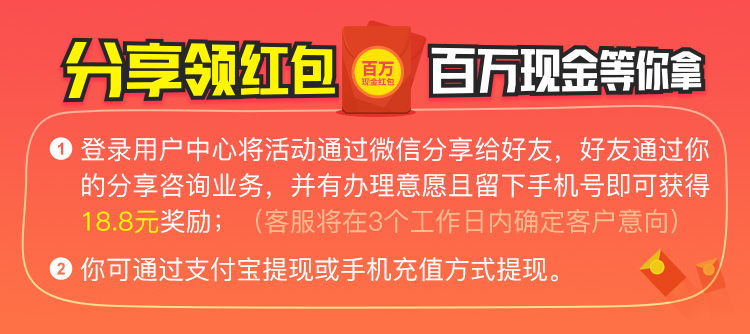 分享领红包
百万
现金红包
百万现金等你拿
1 登录用户中心将活动通过微信分享给好友，好友通过你
的分享咨询业务，并有办理意愿且留下手机号即可获得
18.8元奖励；（客服将在3个工作日内确定客户意向）
2 你可通过支付宝提现或手机充值方式提现。